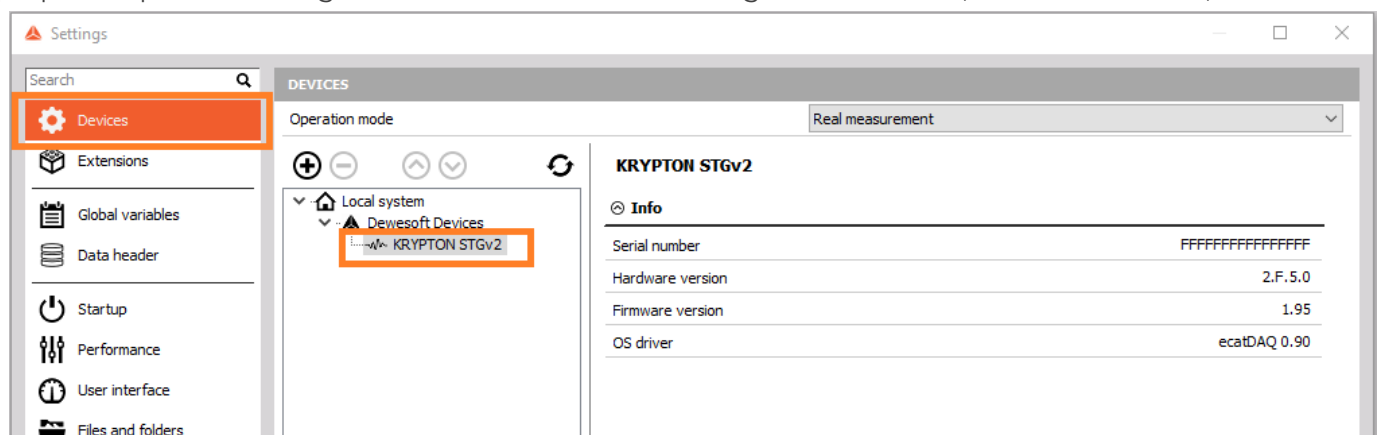 Settings
Search
DEVICES
Devices
Operation mode
Real measurement
Extensions
KRYPTON STGv2
Local system
Info
Global variables
Dewesoft Devices
KRYPTON STGv2
Serial number
FFFFFFFFFFFFFFFF
Data header
Hardware version
2.F.5.0
Startup
Firmware version
1.95
Performance
OS driver
ecatDAQ 0.90
User interface
Files and folders